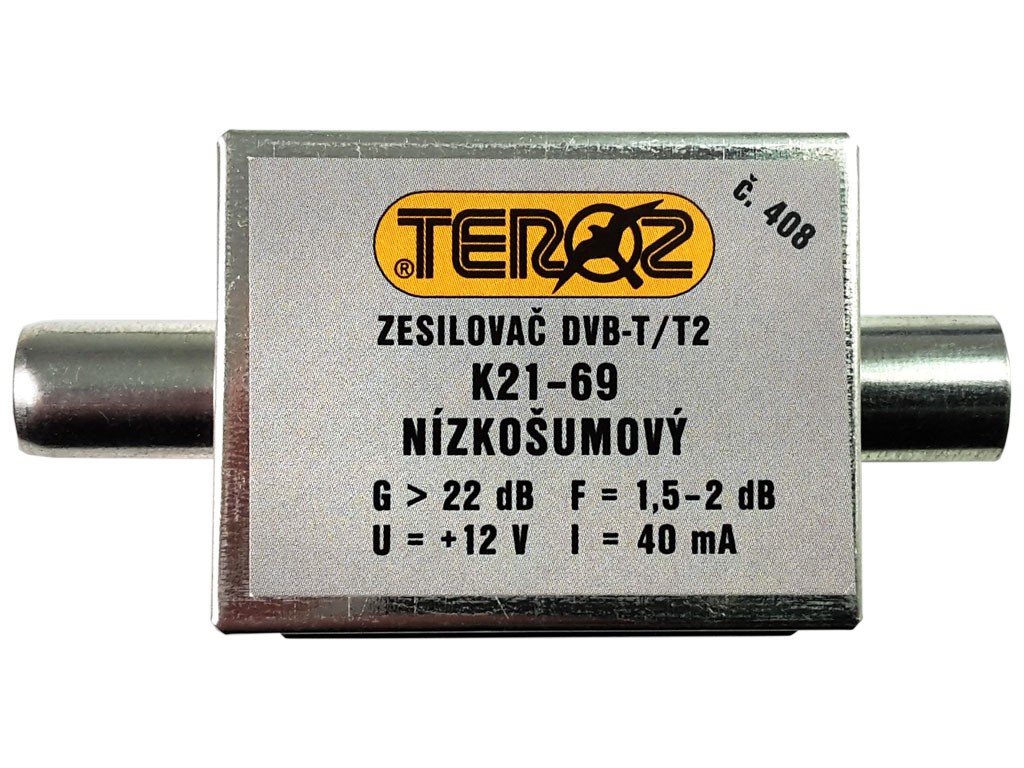 č. 408
TEROZ
®
ZESILOVAČ DVB-T/T2
K21-69
NÍZKOŠUMOVÝ
G > 22 dB F = 1,5-2 dB
U = +12 V I = 40 mA